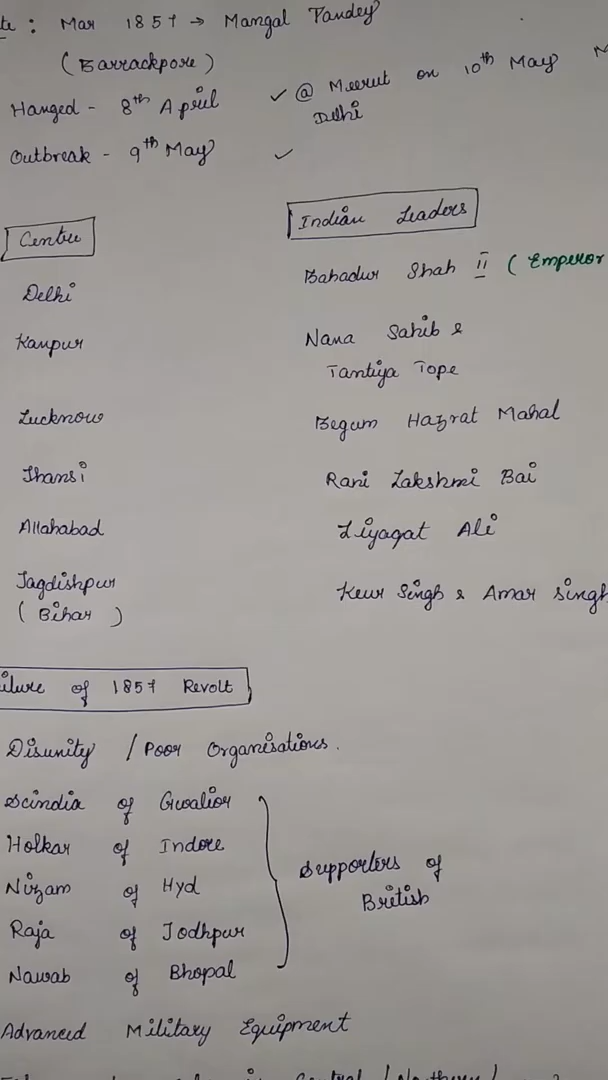 te : Mar 1857 → Mangal Pandey
(Barrackpore)
Hanged - 8th April ✓ @ Meerut on 10th May
Delhi
Outbreak - 9th May ✓
Centre
Indian Leaders
Delhi Bahadur Shah II (Emperor
Kanpur Nana Sahib &
Tantiya Tope
Lucknow Begum Hazrat Mahal
Jhansi Rani Lakshmi Bai
Allahabad Liyaqat Ali
Jagdishpur Keur Singh & Amar Singh
(Bihar)
ilure of 1857 Revolt
Disunity / Poor Organisations.
Scindia of Gwalior
Holkar of Indore
Nizam of Hyd
Supporters of
British
Raja of Jodhpur
Nawab of Bhopal
Advanced Military Equipment